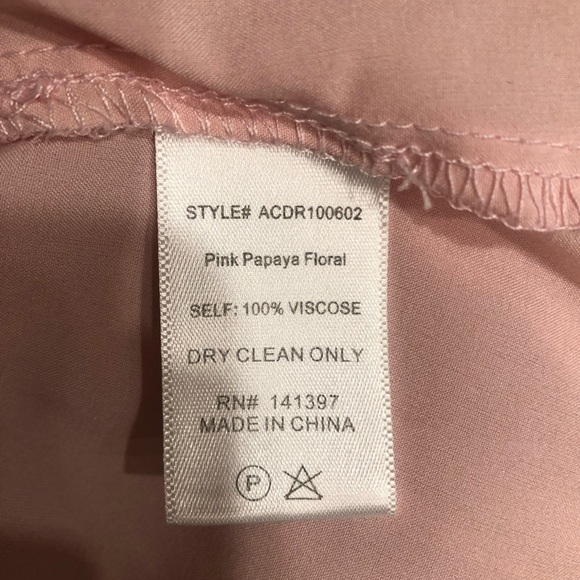 STYLE# ACDR100602
Pink Papaya Floral
SELF: 100% VISCOSE
DRY CLEAN ONLY
RN# 141397
MADE IN CHINA
P